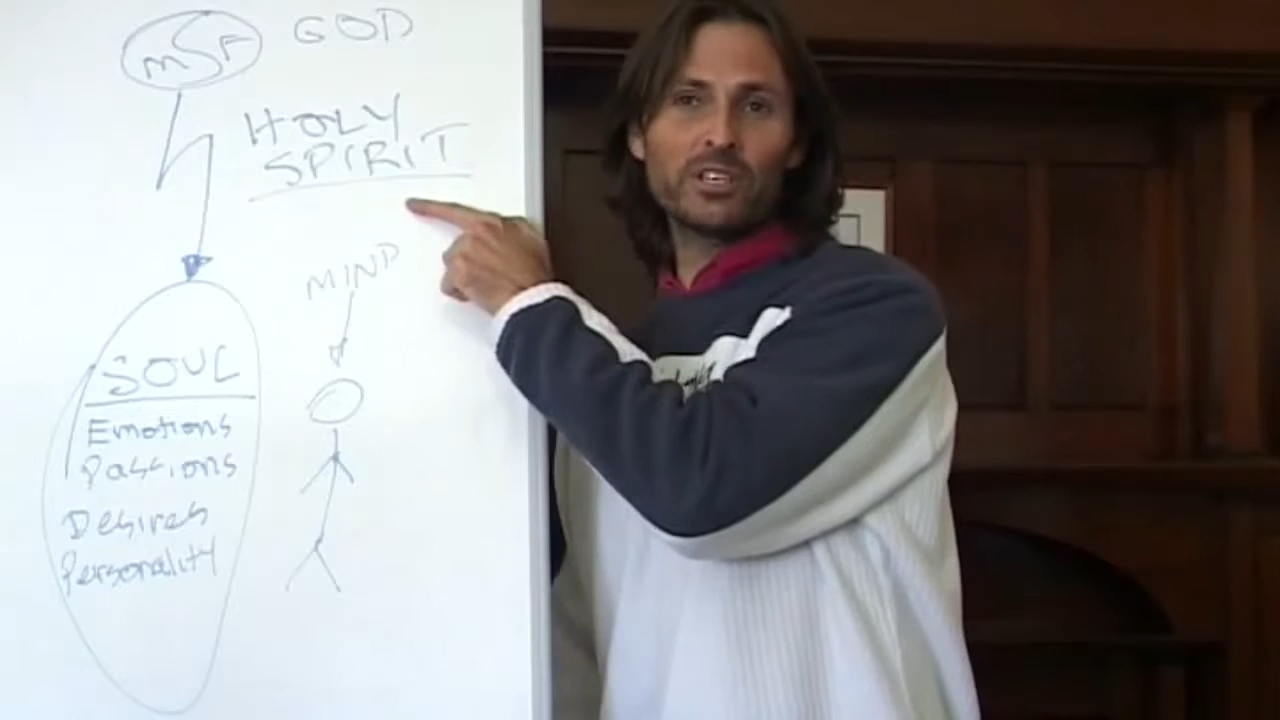 mSF GOD
HOLY
SPIRIT
MIND
SOUL
Emotions
Passions
Desires
Personality